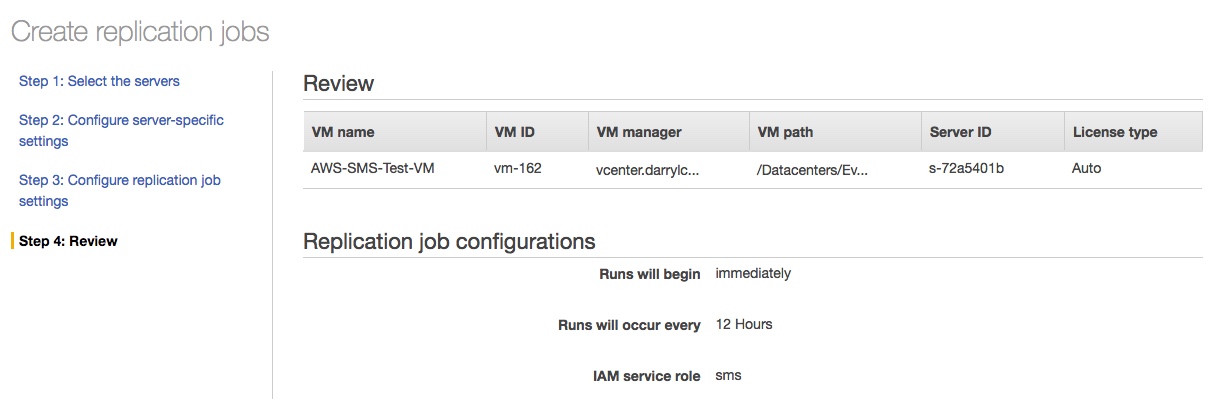 Create replication jobs
Step 1: Select the servers
Step 2: Configure server-specific
settings
Step 3: Configure replication job
settings
Step 4: Review
Review
VM name VM ID VM manager VM path Server ID License type
AWS-SMS-Test-VM vm-162 vcenter.darrylc... /Datacenters/Ev... s-72a5401b Auto
Replication job configurations
Runs will begin immediately
Runs will occur every 12 Hours
IAM service role sms